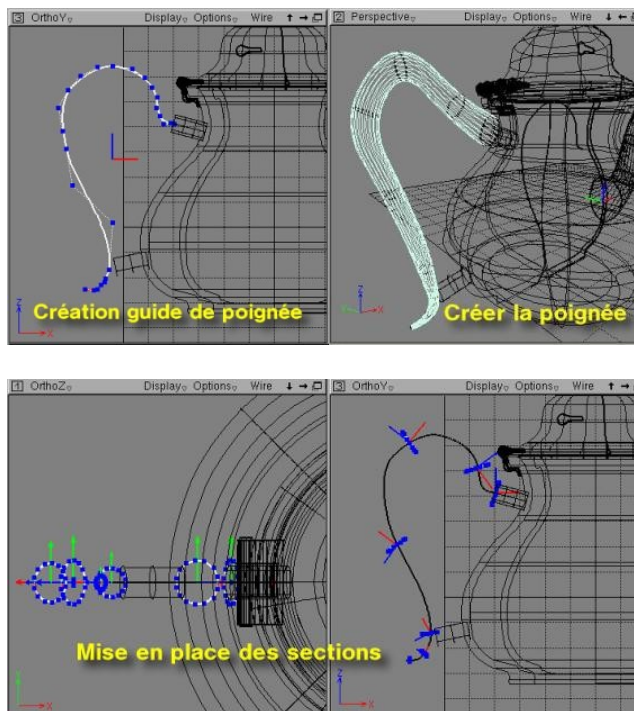 3 OrthoY Display Options Wire
2 Perspective Display Options Wire
Création guide de poignée
Créer la poignée
Z
X
Z
Y
X
1 OrthoZ Display Options Wire
3 OrthoY Display Options Wire
Mise en place des sections
Y
X
Z
X